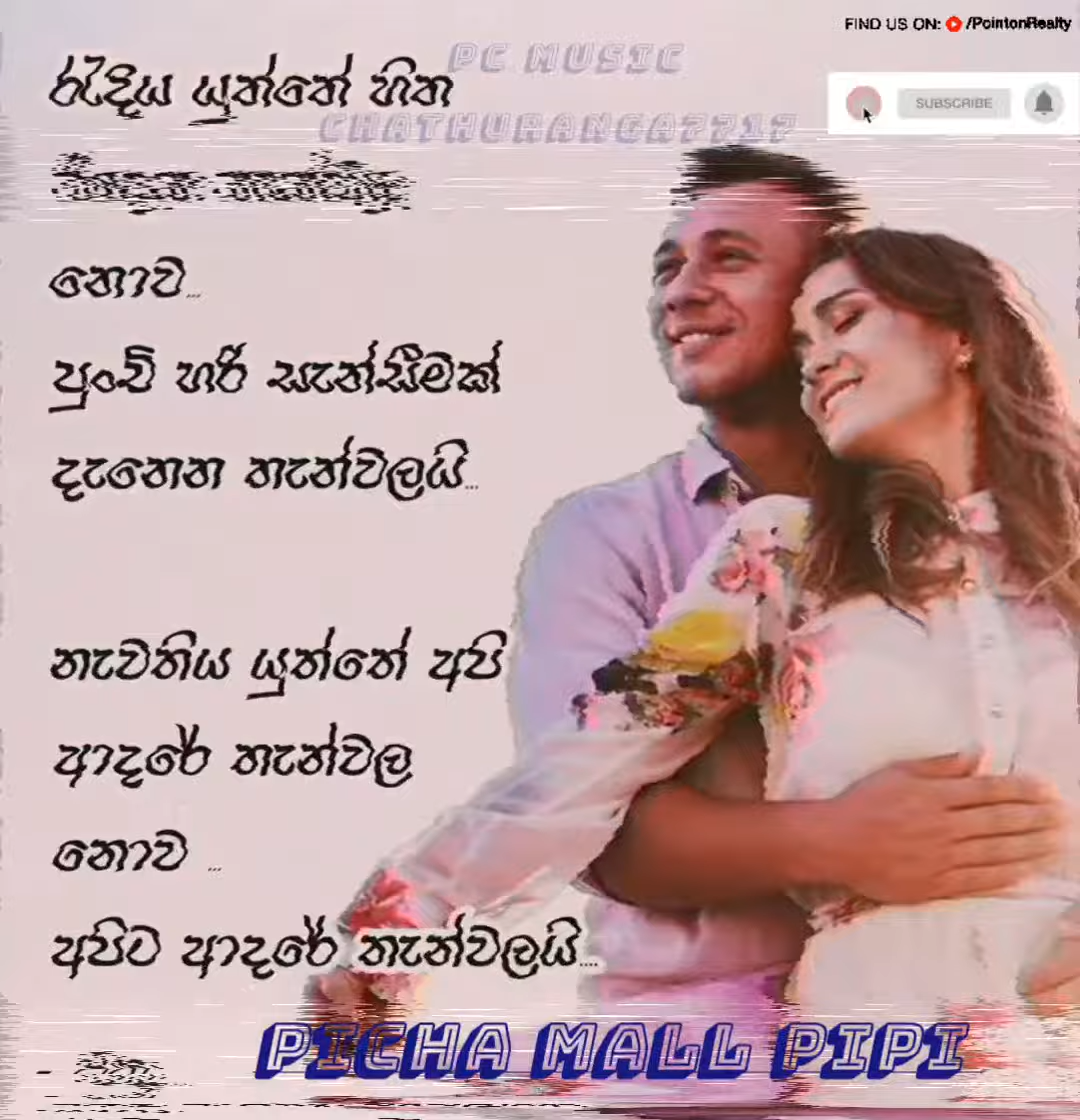 FIND US ON: /PointonRealty
SUBSCRIBE
PC MUSIC
CHATHURANGA7717
රැදිය යුත්තේ හිත
නොව...
පුංචි හරි සැන්සීමක්
දැනෙන තැන්වලයි...
නැවතිය යුත්තේ අපි
ආදරේ තැන්වල
නොව ...
අපිට ආදරේ තැන්වලයි....
PICHA MALL PIPI